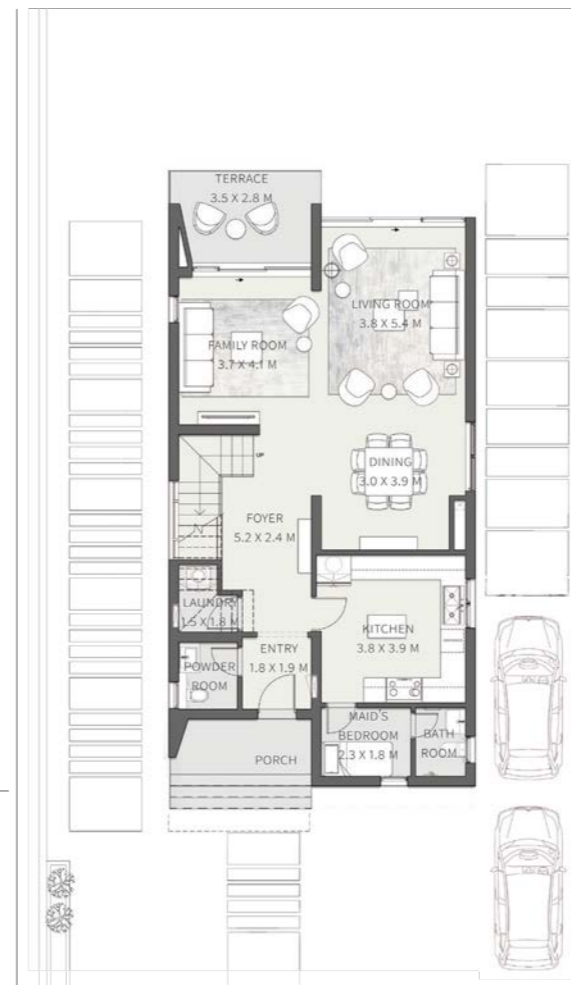 TERRACE
3.5 X 2.8 M
LIVING ROOM
3.8 X 5.4 M
FAMILY ROOM
3.7 X 4.1 M
DINING
3.0 X 3.9 M
UP
FOYER
5.2 X 2.4 M
LAUNDRY
1.5 X 1.8 M
KITCHEN
3.8 X 3.9 M
ENTRY
1.8 X 1.9 M
POWDER
ROOM
MAID'S
BEDROOM
2.3 X 1.8 M
BATH
ROOM
PORCH